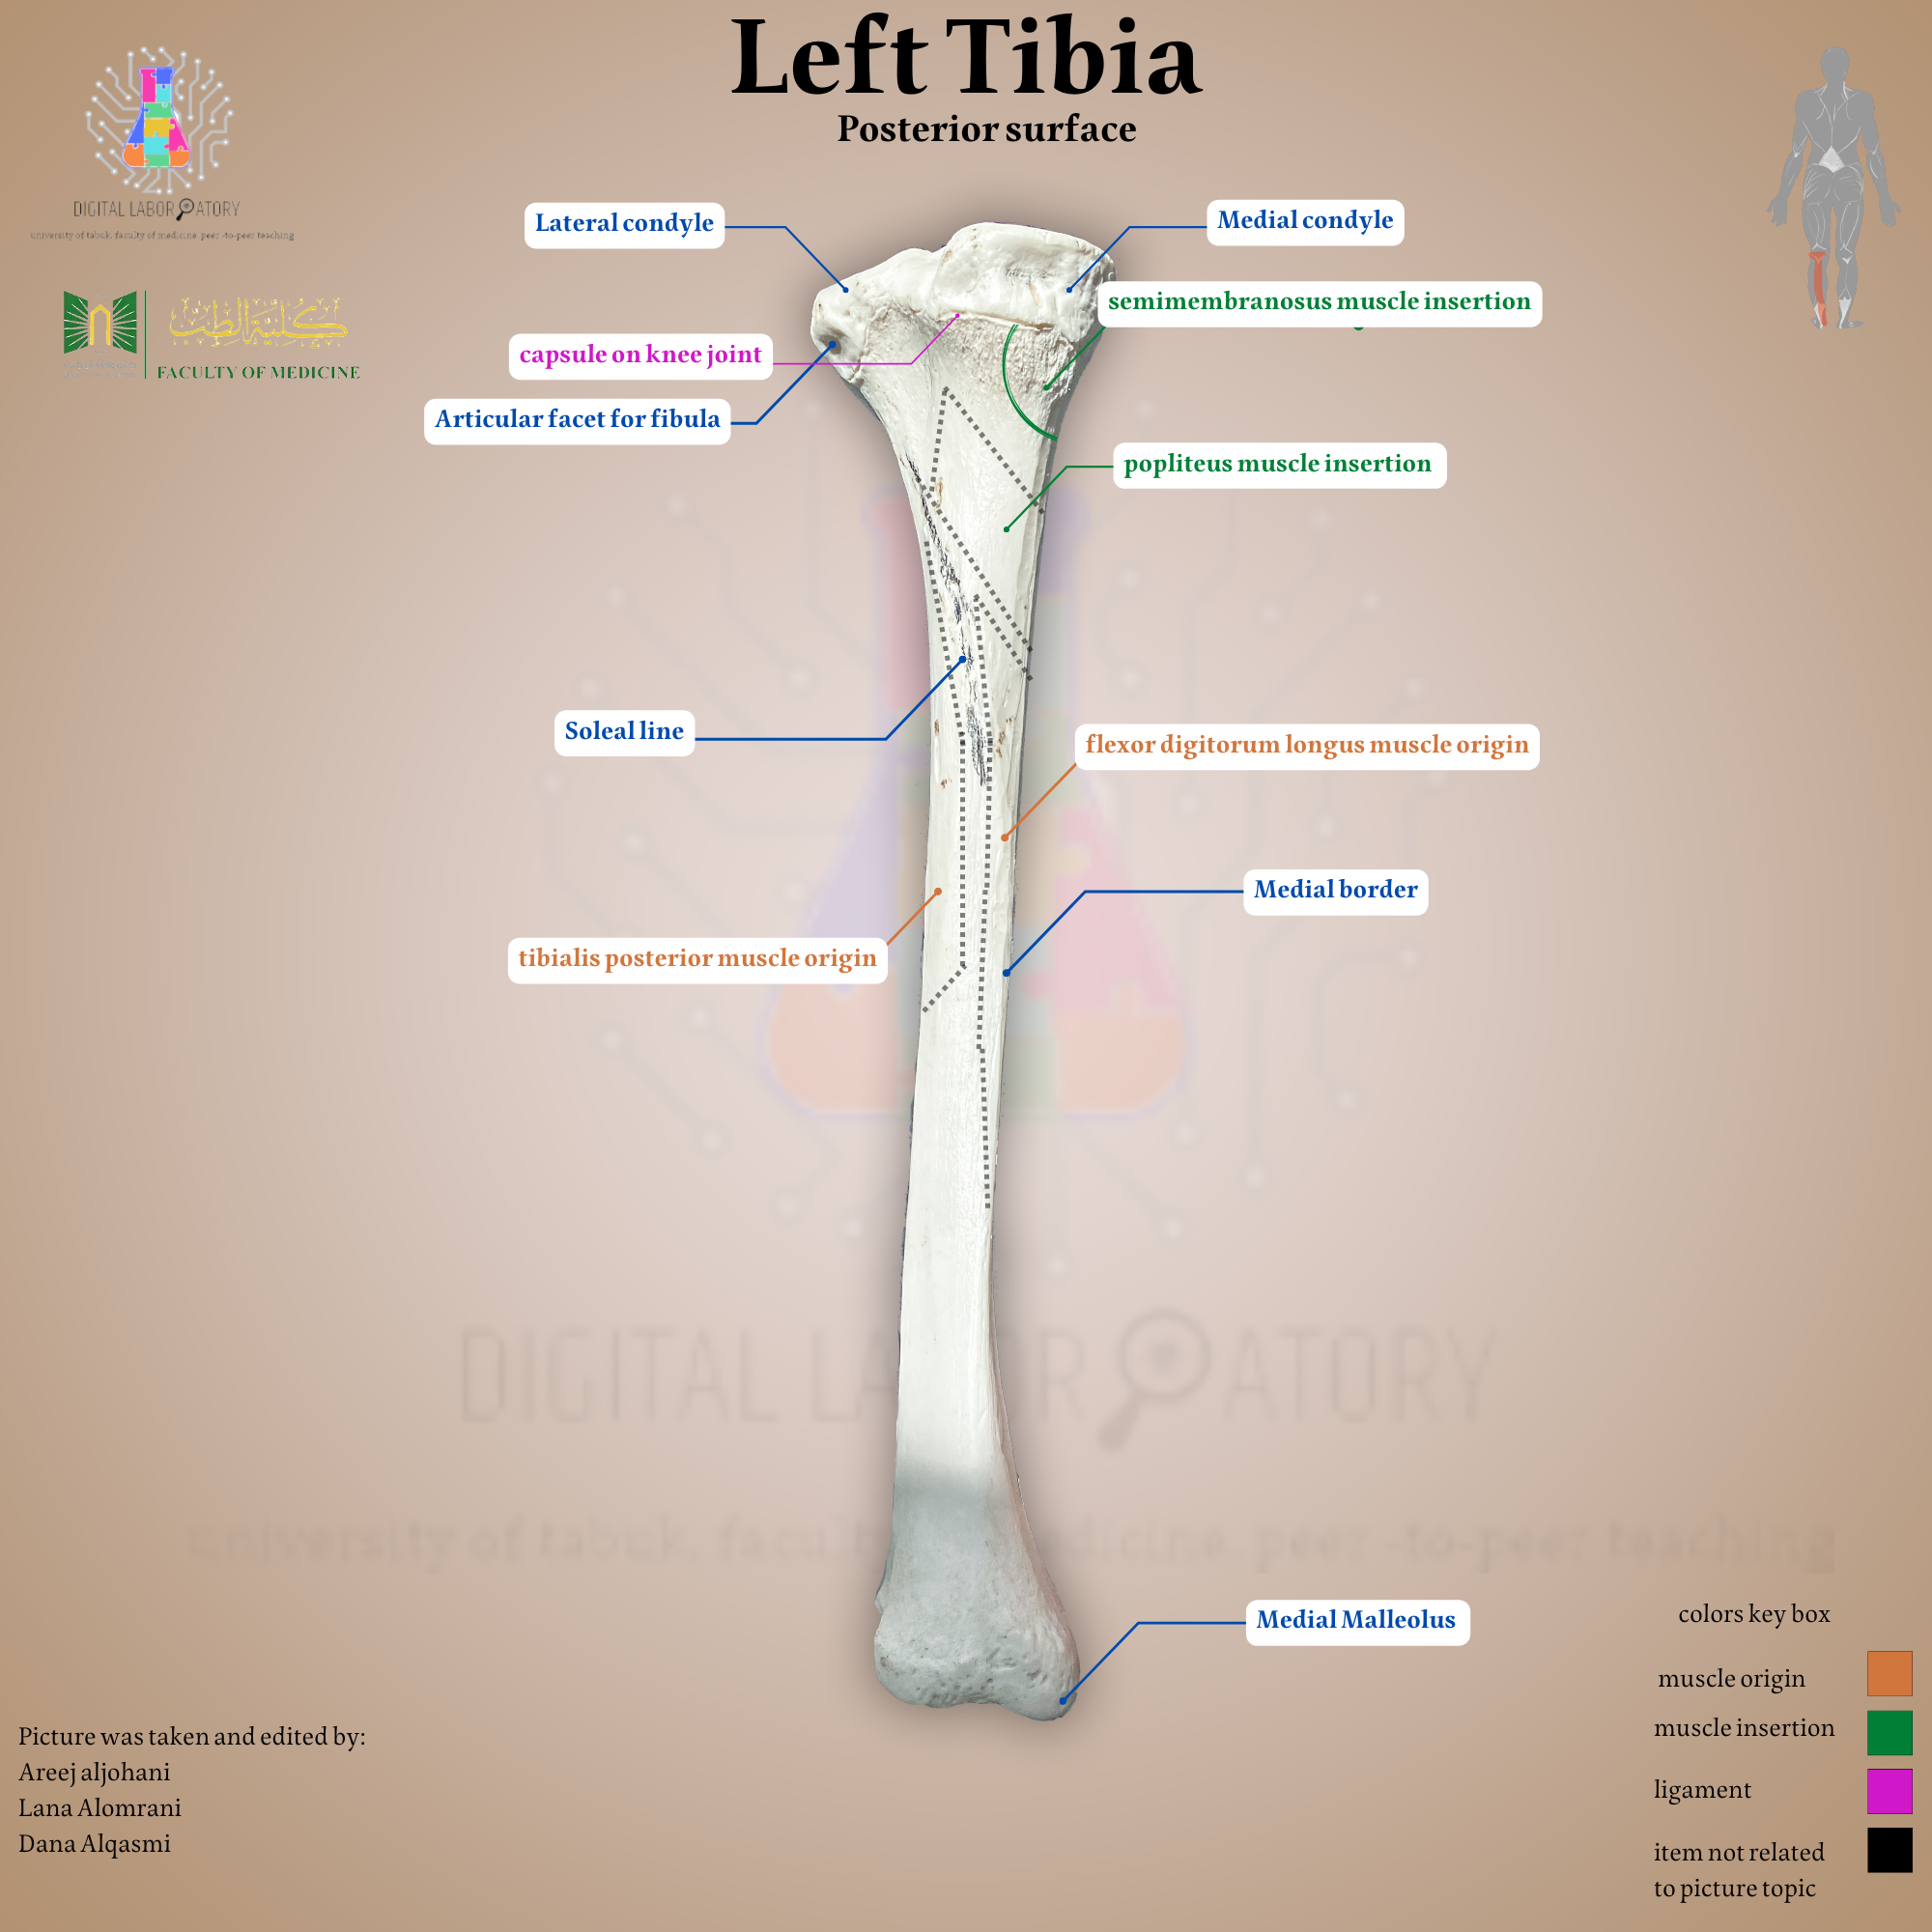 Left Tibia
Posterior surface
DIGITAL LABORATORY
university of tabuk, faculty of medicine. peer -to-peer teaching
كلية الطب
FACULTY OF MEDICINE
Lateral condyle
Medial condyle
semimembranosus muscle insertion
capsule on knee joint
Articular facet for fibula
popliteus muscle insertion
Soleal line
flexor digitorum longus muscle origin
Medial border
tibialis posterior muscle origin
DIGITAL LABORATORY
university of tabuk, faculty of medicine. peer -to-peer teaching
Medial Malleolus
colors key box
muscle origin
muscle insertion
ligament
item not related
to picture topic
Picture was taken and edited by:
Areej aljohani
Lana Alomrani
Dana Alqasmi